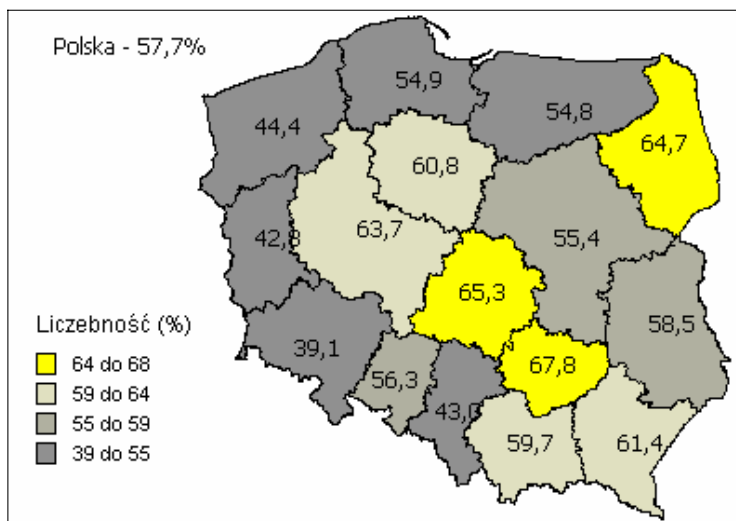 Polska - 57,7%
54,9
54,8
44,4
64,7
60,8
63,7
42,8
55,4
65,3
58,5
Liczebność (%)
39,1
64 do 68
67,8
56,3
59 do 64
43,0
55 do 59
59,7
61,4
39 do 55